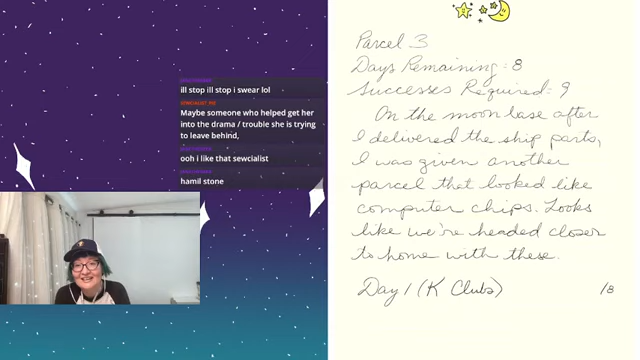 ill stop ill stop i swear lol
SEWCIALIST_ME
Maybe someone who helped get her
into the drama / trouble she is trying
to leave behind,
ooh i like that sewcialist
hamil stone
Parcel 3
Days Remaining = 8
Successes Required = 9
On the moon base after
I delivered the ship parts,
I was given another
parcel that looked like
computer chips. Looks
like we're headed closer
to home with these.
Day 1 (K Clubs)
/8